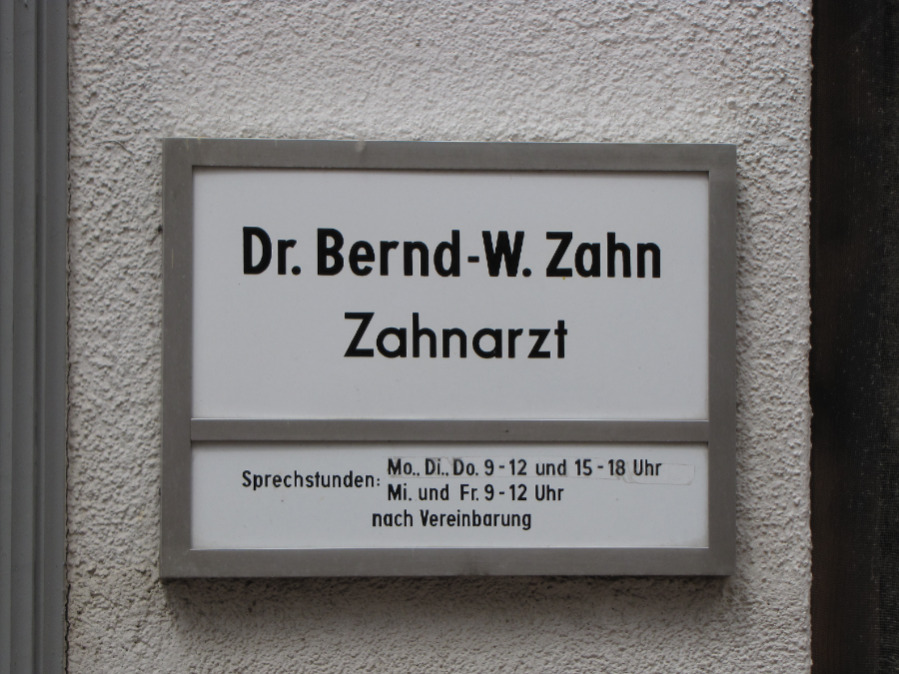 Dr. Bernd-W. Zahn
Zahnarzt
Sprechstunden: Mo., Di., Do. 9-12 und 15-18 Uhr
Mi. und Fr. 9-12 Uhr
nach Vereinbarung